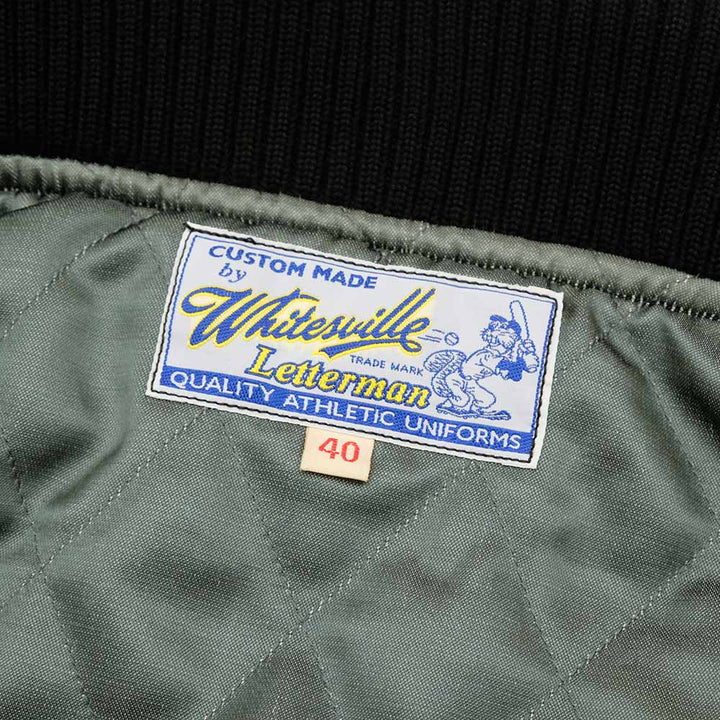 CUSTOM MADE
by
Whitesville
TRADE MARK
Letterman
QUALITY ATHLETIC UNIFORMS
40